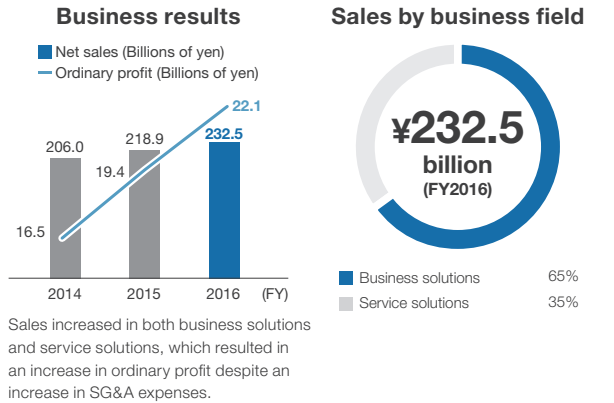 Business results
Net sales (Billions of yen)
Ordinary profit (Billions of yen)
22.1
232.5
218.9
206.0
19.4
16.5
2014 2015 2016 (FY)
Sales increased in both business solutions
and service solutions, which resulted in
an increase in ordinary profit despite an
increase in SG&A expenses.
Sales by business field
¥232.5
billion
(FY2016)
Business solutions 65%
Service solutions 35%